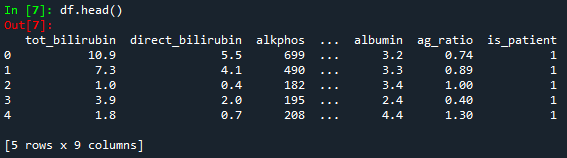 In [7]: df.head()
Out[7]:
tot_bilirubin direct_bilirubin alkphos ... albumin ag_ratio is_patient
0 10.9 5.5 699 ... 3.2 0.74 1
1 7.3 4.1 490 ... 3.3 0.89 1
2 1.0 0.4 182 ... 3.4 1.00 1
3 3.9 2.0 195 ... 2.4 0.40 1
4 1.8 0.7 208 ... 4.4 1.30 1
[5 rows x 9 columns]